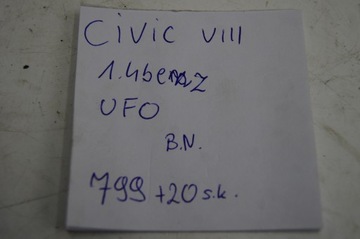 CIVIC VIII
1.4benz
UFO
B.N.
799 +20 s.k.